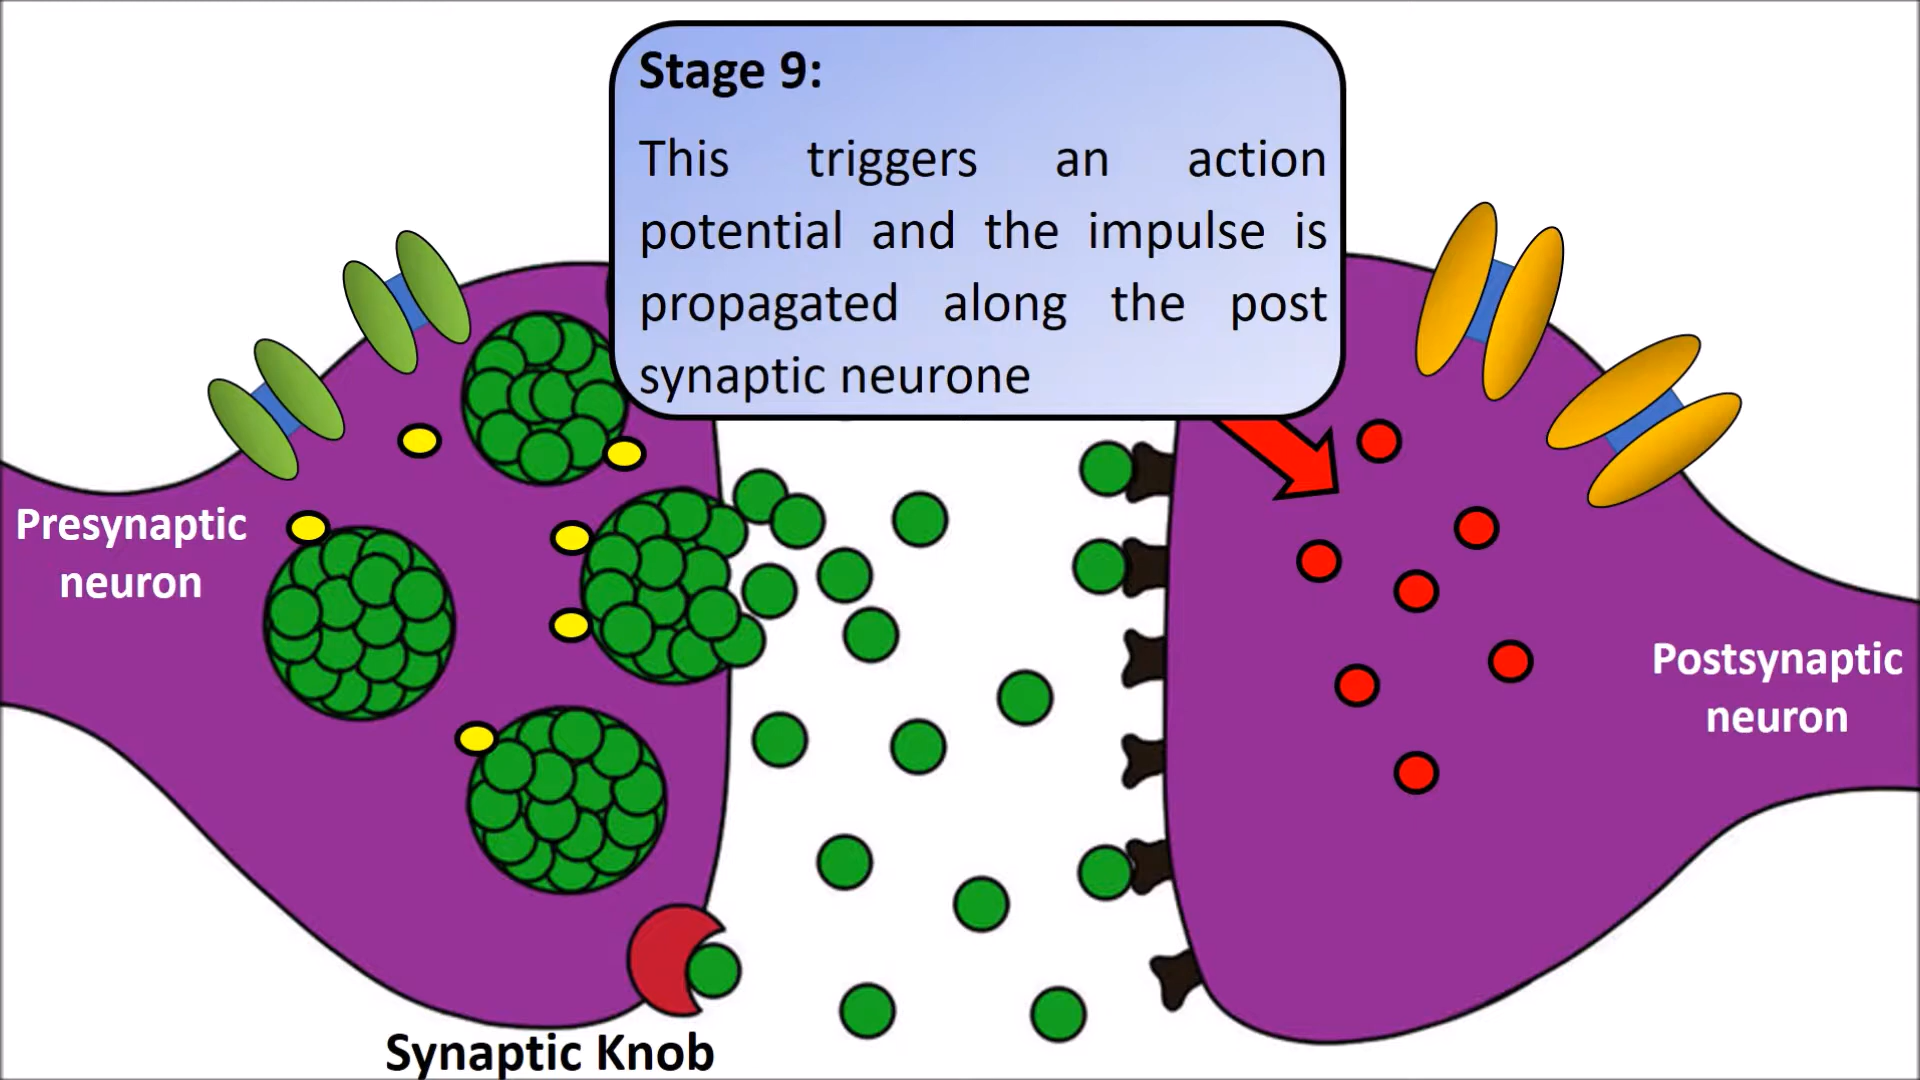 Stage 9:
This triggers an action
potential and the impulse is
propagated along the post
synaptic neurone
Presynaptic
neuron
Postsynaptic
neuron
Synaptic Knob